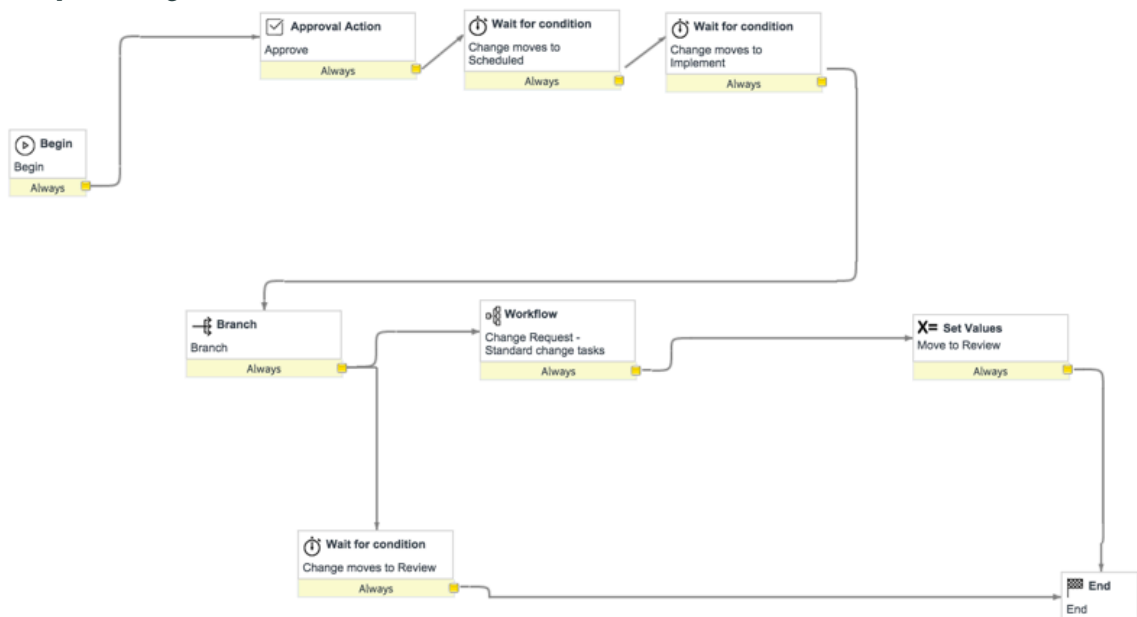 Approval Action
Approve
Always
Wait for condition
Change moves to
Scheduled
Always
Wait for condition
Change moves to
Implement
Always
Begin
Begin
Always
Branch
Branch
Always
Workflow
Change Request -
Standard change tasks
Always
X= Set Values
Move to Review
Always
Wait for condition
Change moves to Review
Always
End
End